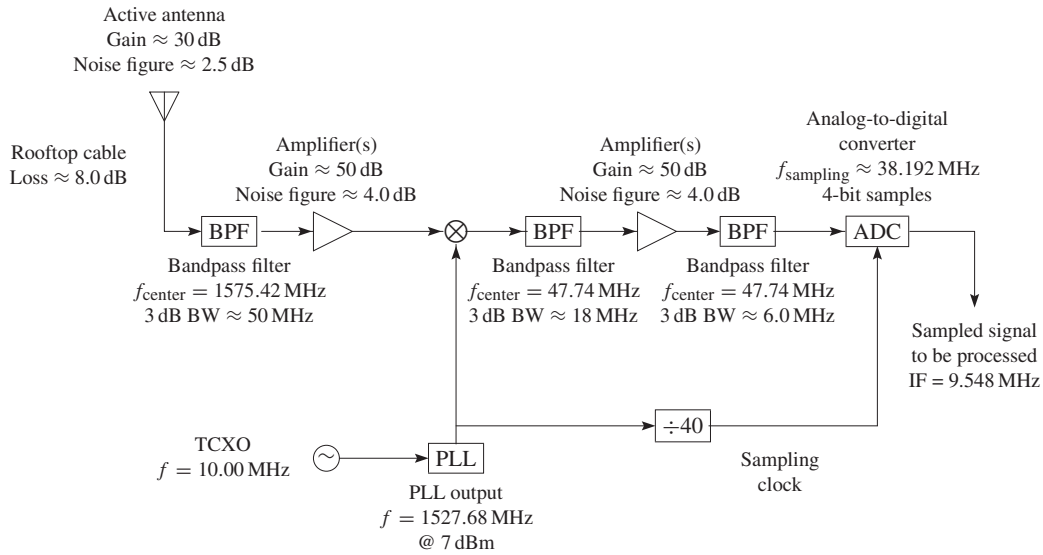 Active antenna
Gain ≈ 30 dB
Noise figure ≈ 2.5 dB
Rooftop cable
Loss ≈ 8.0 dB
Amplifier(s)
Gain ≈ 50 dB
Noise figure ≈ 4.0 dB
Amplifier(s)
Gain ≈ 50 dB
Noise figure ≈ 4.0 dB
Analog-to-digital
converter
f_sampling ≈ 38.192 MHz
4-bit samples
BPF
BPF
BPF
ADC
Bandpass filter
f_center = 1575.42 MHz
3 dB BW ≈ 50 MHz
Bandpass filter
f_center = 47.74 MHz
3 dB BW ≈ 18 MHz
Bandpass filter
f_center = 47.74 MHz
3 dB BW ≈ 6.0 MHz
Sampled signal
to be processed
IF = 9.548 MHz
TCXO
f = 10.00 MHz
~
PLL
÷40
Sampling
clock
PLL output
f = 1527.68 MHz
@ 7 dBm